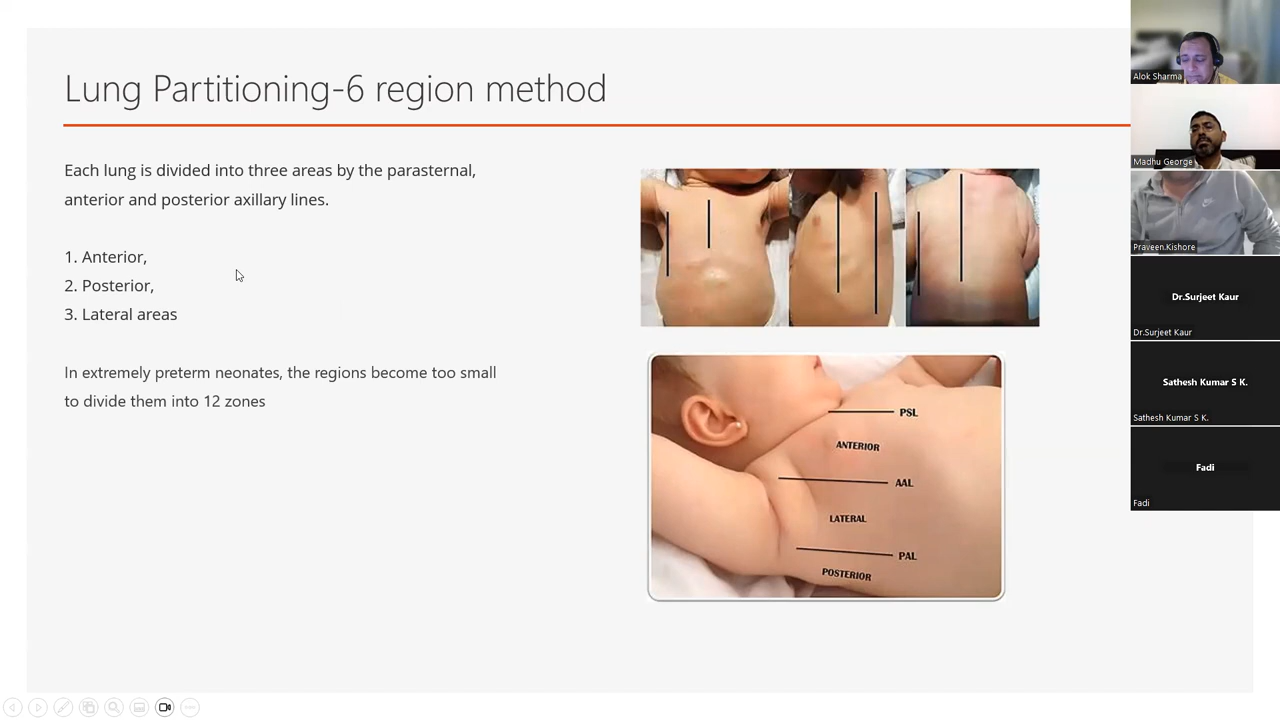 Lung Partitioning-6 region method
Each lung is divided into three areas by the parasternal,
anterior and posterior axillary lines.
1. Anterior,
2. Posterior,
3. Lateral areas
In extremely preterm neonates, the regions become too small
to divide them into 12 zones
PSL
ANTERIOR
AAL
LATERAL
PAL
POSTERIOR
Alok Sharma
Madhu George
Praveen.Kishore
Dr.Surjeet Kaur
Dr.Surjeet Kaur
Sathesh Kumar S K.
Sathesh Kumar S K.
Fadi
Fadi